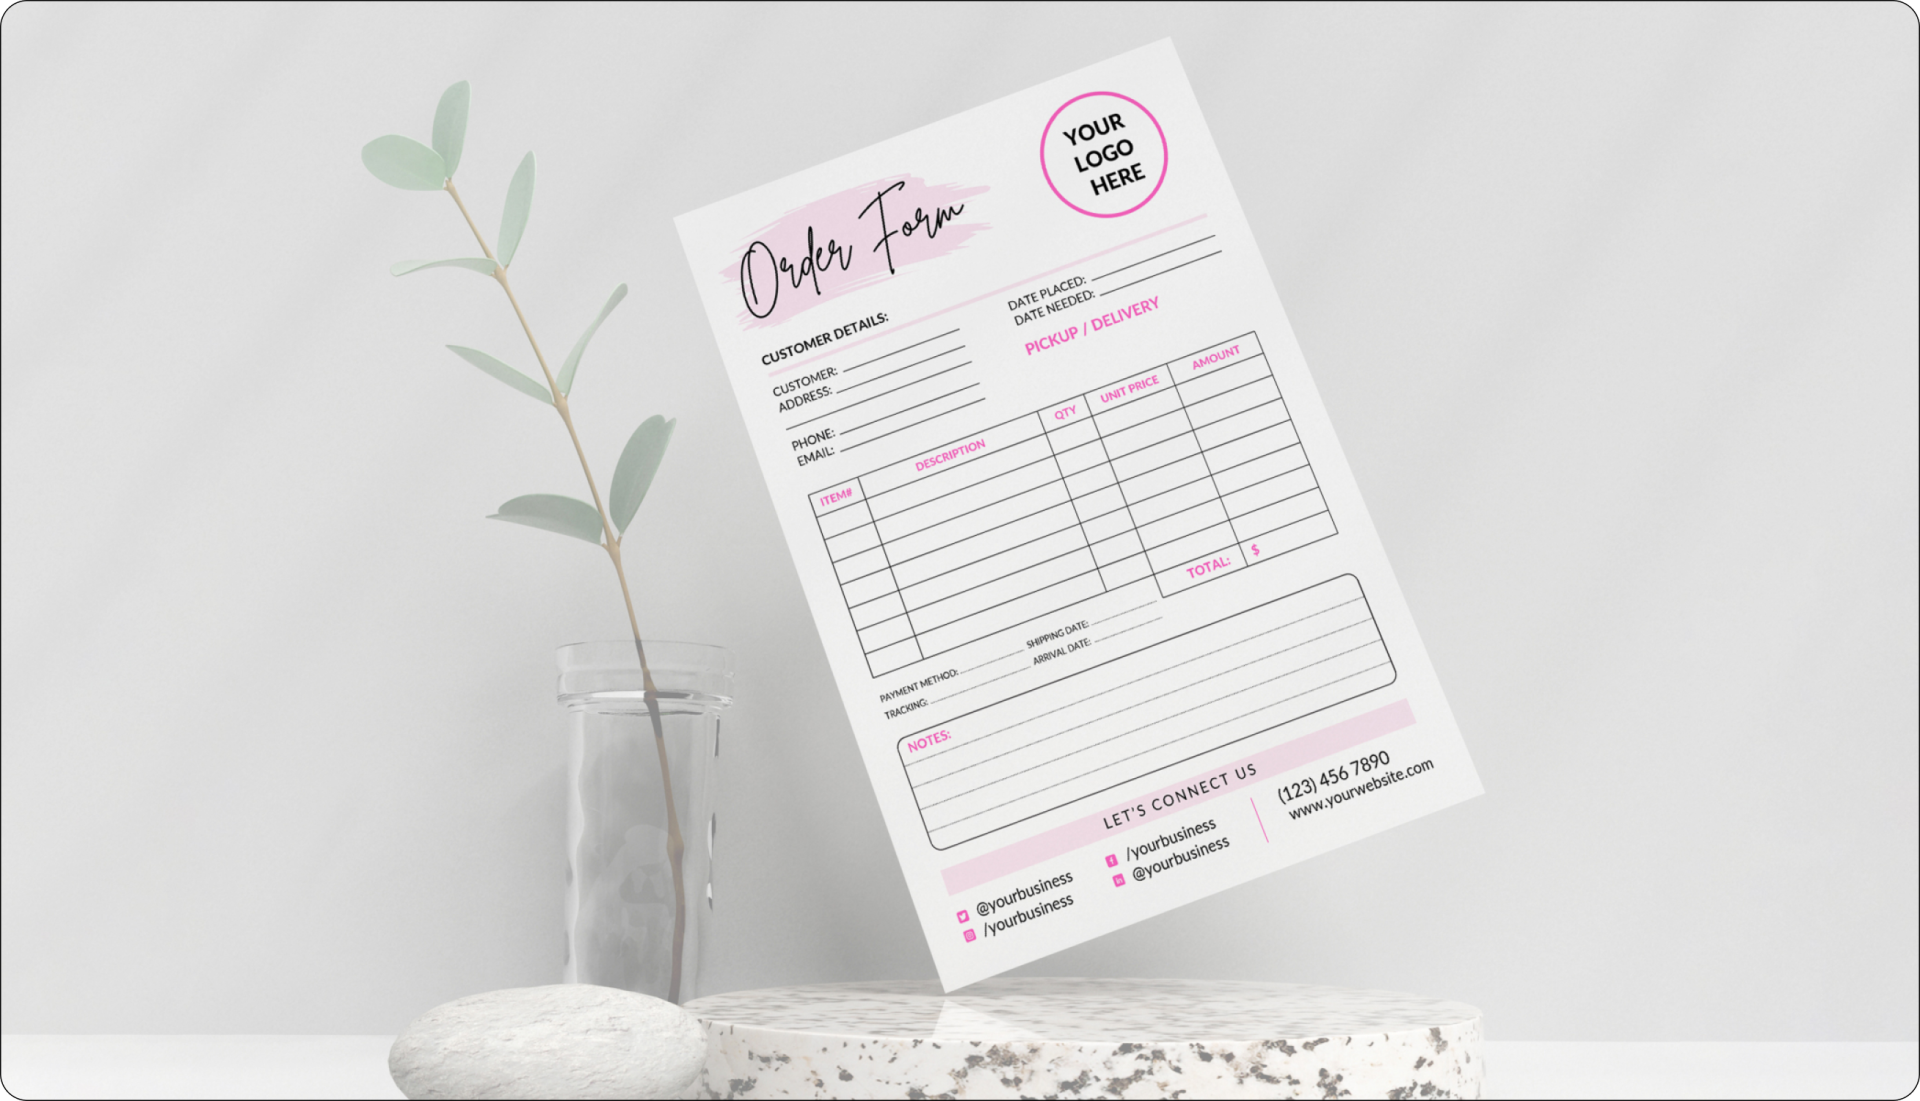 YOUR
LOGO
HERE
Order Form
CUSTOMER DETAILS:
CUSTOMER:
ADDRESS:
PHONE:
EMAIL:
DATE PLACED:
DATE NEEDED:
PICKUP / DELIVERY
ITEM# DESCRIPTION QTY UNIT PRICE AMOUNT
TOTAL: $
PAYMENT METHOD: SHIPPING DATE:
TRACKING: ARRIVAL DATE:
NOTES:
LET'S CONNECT US
@yourbusiness
/yourbusiness
/yourbusiness
@yourbusiness
(123) 456 7890
www.yourwebsite.com